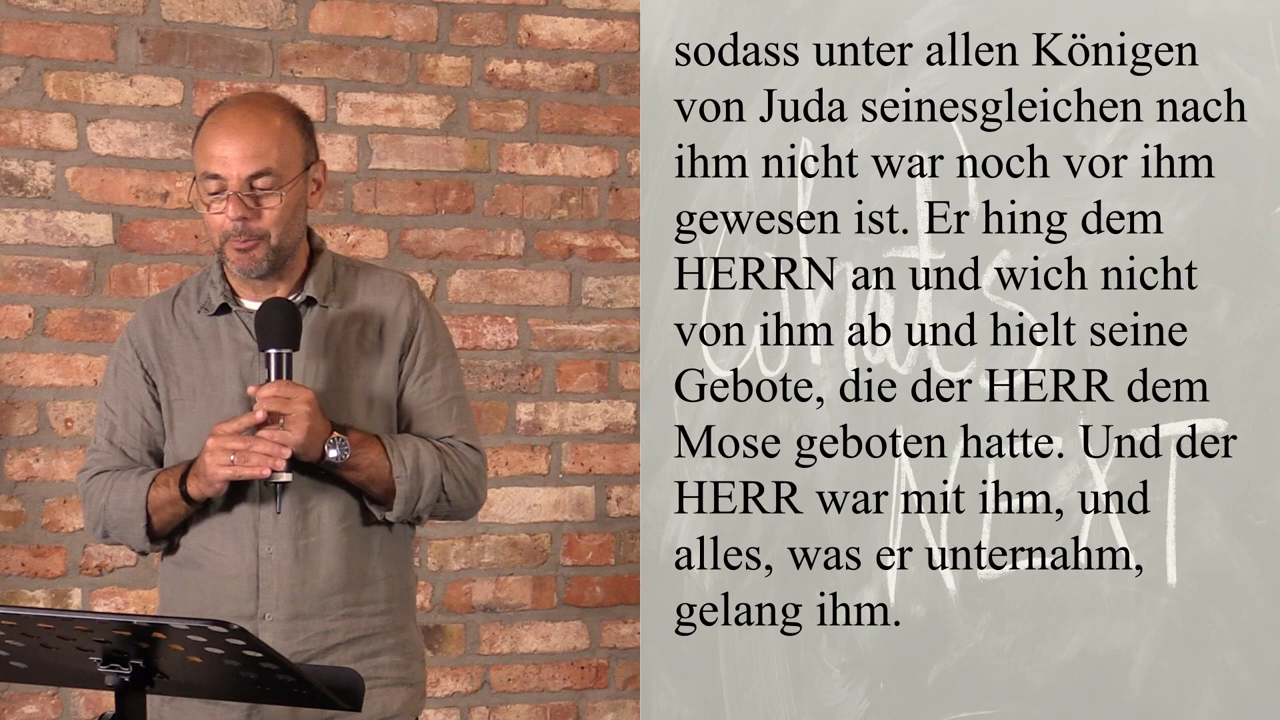 sodass unter allen Königen
von Juda seinesgleichen nach
ihm nicht war noch vor ihm
gewesen ist. Er hing dem
HERRN an und wich nicht
von ihm ab und hielt seine
Gebote, die der HERR dem
Mose geboten hatte. Und der
HERR war mit ihm, und
alles, was er unternahm,
gelang ihm.
What's
NEXT